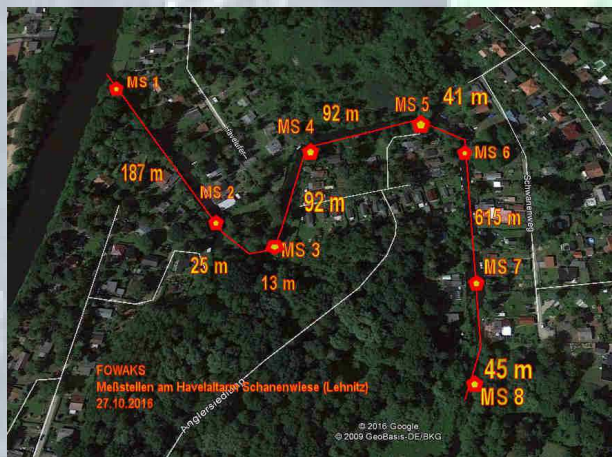 MS 1
92 m
MS 5
41 m
MS 4
Havelufer
MS 6
187 m
MS 2
92 m
Schwanenweg
615 m
MS 3
25 m
13 m
MS 7
FOWAKS
Meßstellen am Havelaltarm Schanenwiese (Lehnitz)
27.10.2016
Anglersiedlung
45 m
MS 8
© 2016 Google
© 2009 GeoBasis-DE/BKG